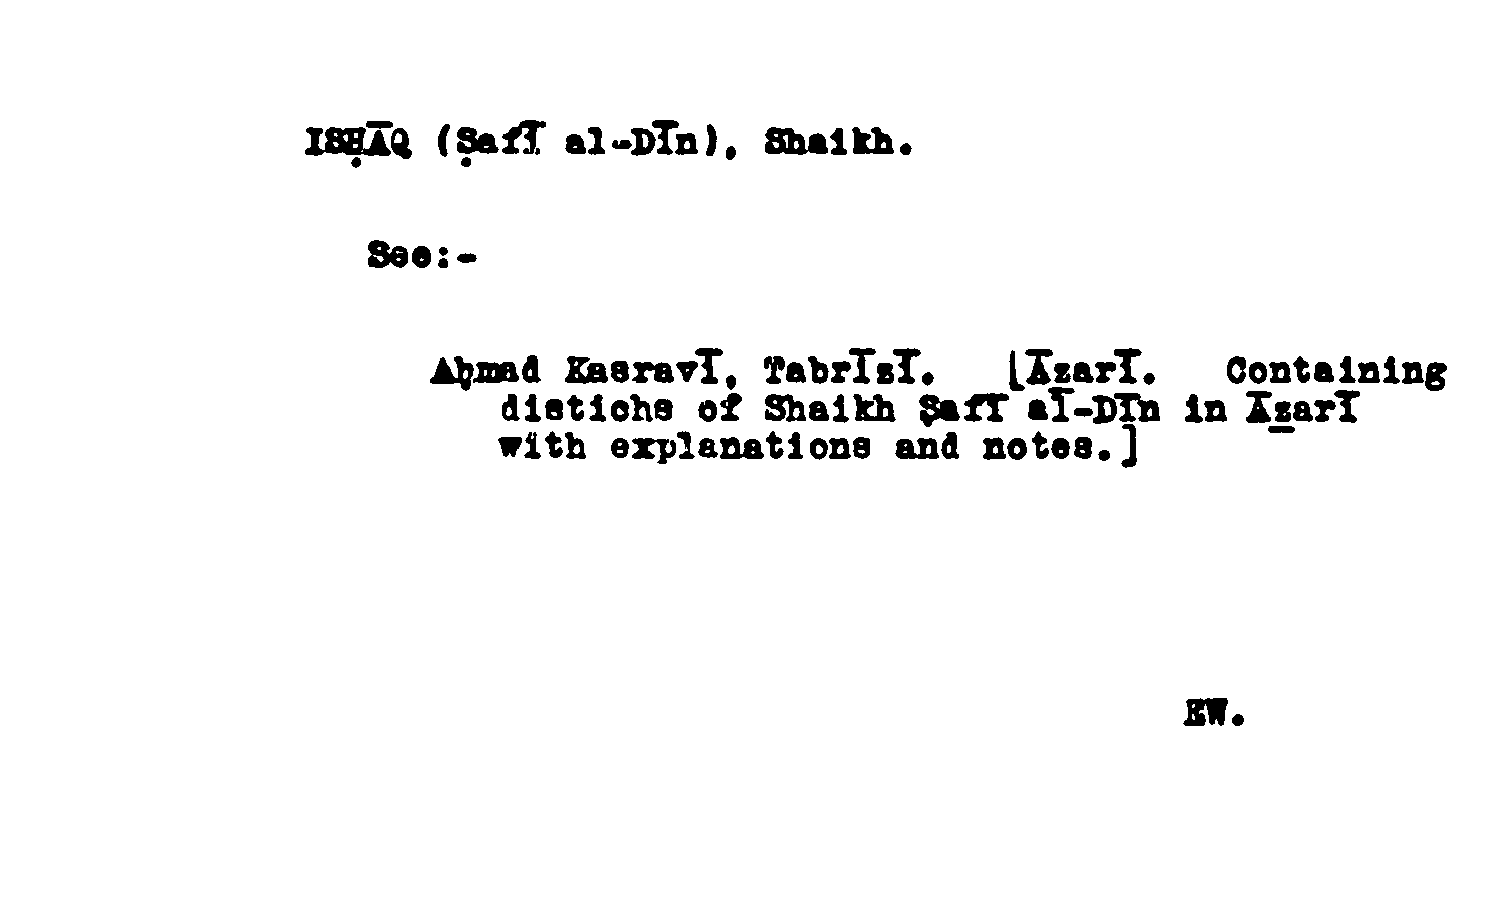 ISḤĀQ (Ṣafī al-Dīn), Shaikh.
See:-
Aḥmad Kasravī, Tabrīzī. [Āzarī. Containing
distichs of Shaikh Ṣafī al-Dīn in Āẕarī
with explanations and notes.]
EW.